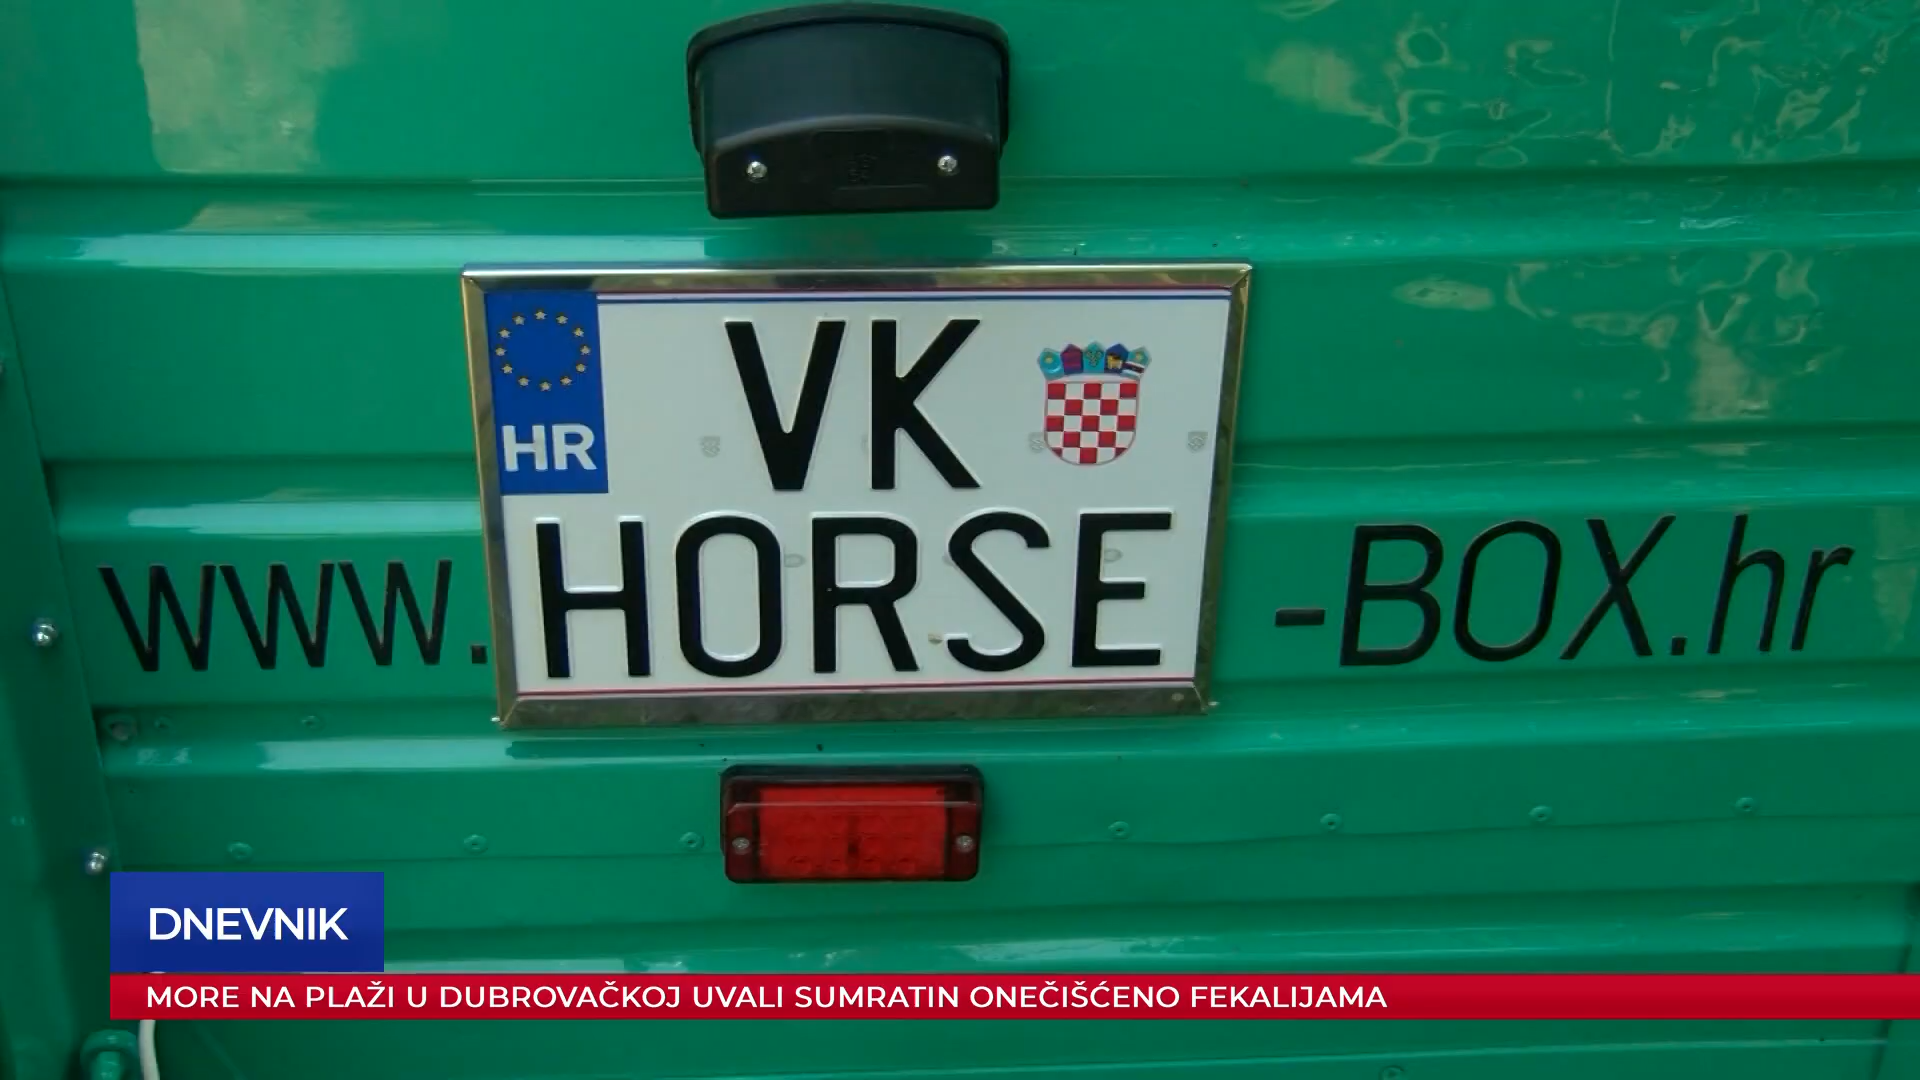 VK
HR
www.HORSE-BOX.hr
DNEVNIK
MORE NA PLAŽI U DUBROVAČKOJ UVALI SUMRATIN ONEČIŠĆENO FEKALIJAMA